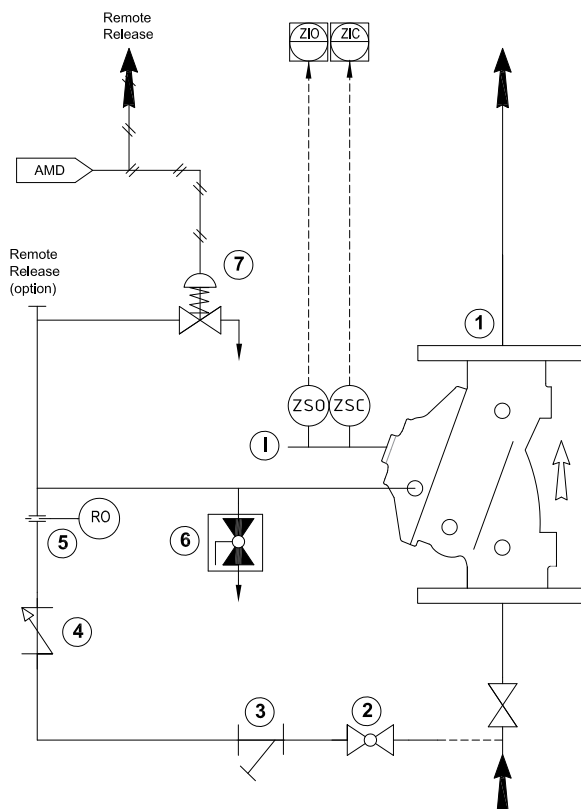 Remote
Release
ZIO
ZIC
AMD
Remote
Release
(option)
7
1
ZSO
ZSC
I
RO
5
6
4
3
2